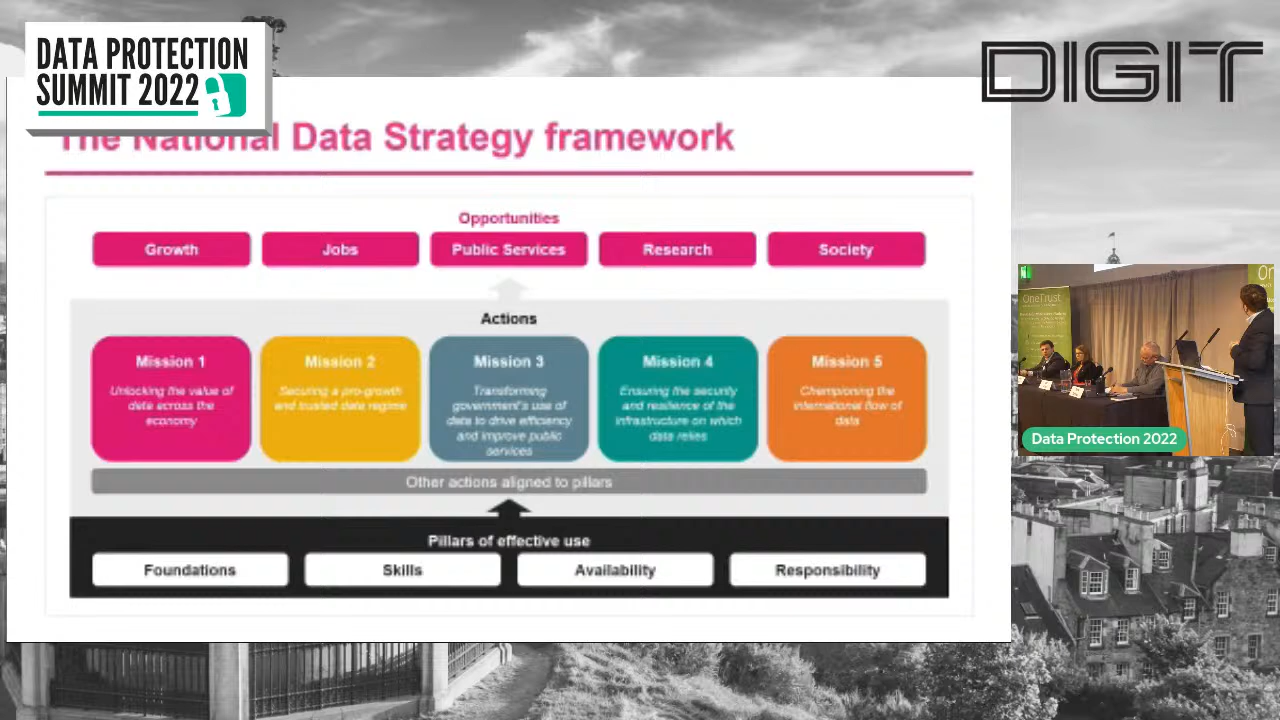 DATA PROTECTION
SUMMIT 2022
DIGIT
The National Data Strategy framework
Opportunities
Growth
Jobs
Public Services
Research
Society
Actions
Mission 1
Unlocking the value of
data across the
economy
Mission 2
Securing a pro-growth
and trusted data regime
Mission 3
Transforming
government's use of
data to drive efficiency
and improve public
services
Mission 4
Ensuring the security
and resilience of the
infrastructure on which
data relies
Mission 5
Championing the
international flow of
data
Other actions aligned to pillars
Pillars of effective use
Foundations
Skills
Availability
Responsibility
OneTrust
On
Data Protection 2022